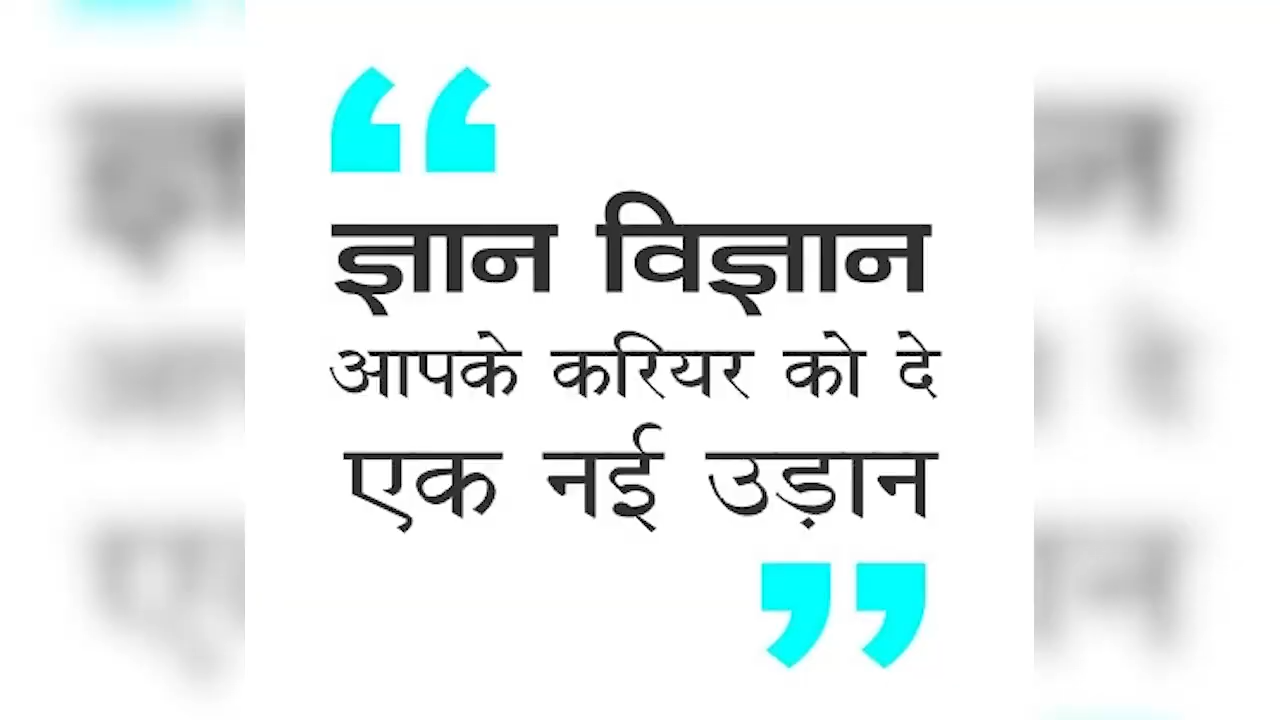 “
ज्ञान विज्ञान
आपके करियर को दे
एक नई उड़ान
”